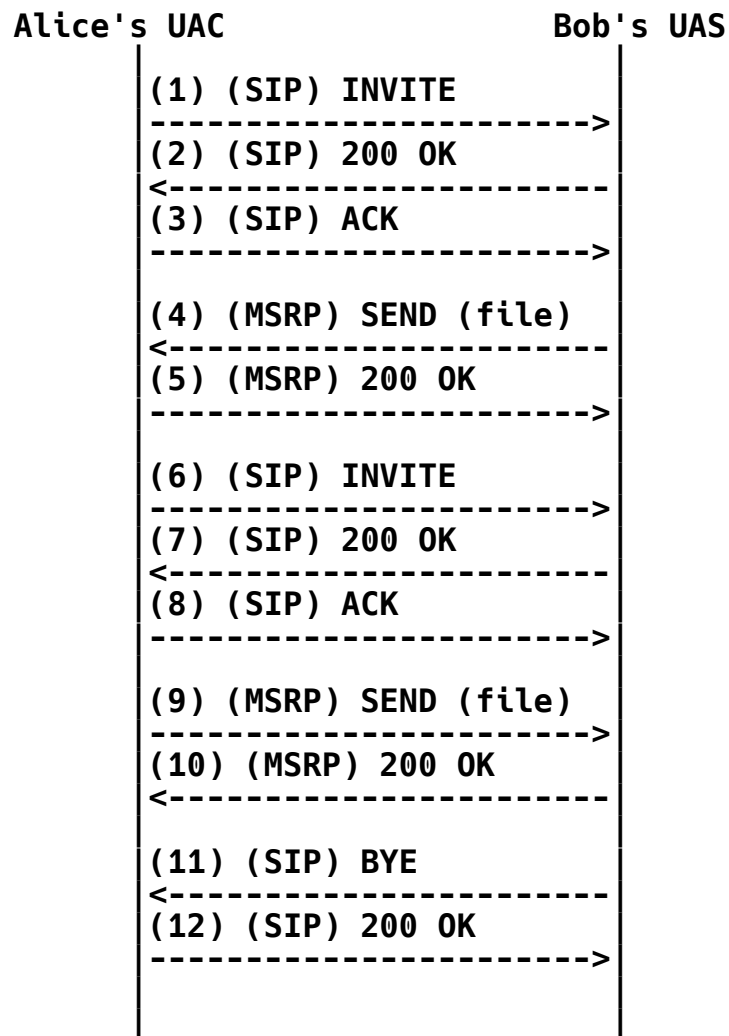 Alice's UAC Bob's UAS
(1) (SIP) INVITE
----------------------->
(2) (SIP) 200 OK
<-----------------------
(3) (SIP) ACK
----------------------->
(4) (MSRP) SEND (file)
<-----------------------
(5) (MSRP) 200 OK
----------------------->
(6) (SIP) INVITE
----------------------->
(7) (SIP) 200 OK
<-----------------------
(8) (SIP) ACK
----------------------->
(9) (MSRP) SEND (file)
----------------------->
(10) (MSRP) 200 OK
<-----------------------
(11) (SIP) BYE
<-----------------------
(12) (SIP) 200 OK
----------------------->